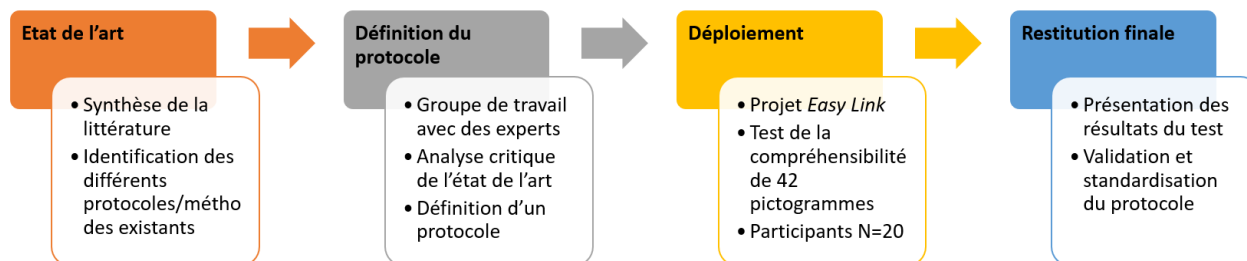 Etat de l'art
• Synthèse de la
littérature
• Identification des
différents
protocoles/métho
des existants
Définition du
protocole
• Groupe de travail
avec des experts
• Analyse critique
de l'état de l'art
• Définition d'un
protocole
Déploiement
• Projet Easy Link
• Test de la
compréhensibilité
de 42
pictogrammes
• Participants N=20
Restitution finale
• Présentation des
résultats du test
• Validation et
standardisation
du protocole